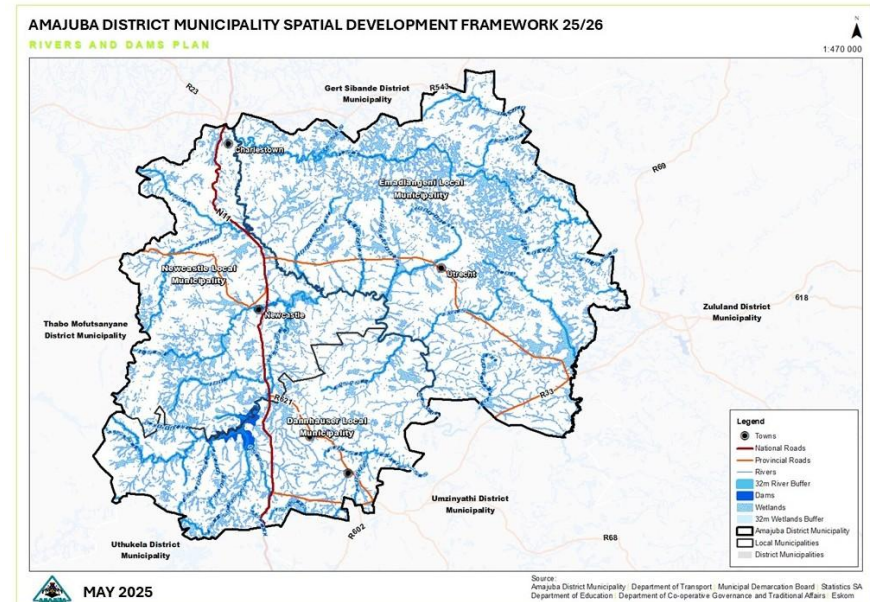 AMAJUBA DISTRICT MUNICIPALITY SPATIAL DEVELOPMENT FRAMEWORK 25/26
RIVERS AND DAMS PLAN
N
1:470 000
R23
Gert Sibande District
Municipality
R543
Charlestown
R69
Emadlangeni Local
Municipality
N11
Newcastle Local
Municipality
Utrecht
Newcastle
Zululand District
Municipality
618
Thabo Mofutsanyane
District Municipality
R33
R621
Dannhauser Local
Municipality
Umzinyathi District
Municipality
R602
R68
Uthukela District
Municipality
Legend
Towns
National Roads
Provincial Roads
Rivers
32m River Buffer
Dams
Wetlands
32m Wetlands Buffer
Amajuba District Municipality
Local Municipalities
District Municipalities
MAY 2025
Source:
Amajuba District Municipality | Department of Transport | Municipal Demarcation Board | Statistics SA
Department of Education | Department of Co-operative Governance and Traditional Affairs | Eskom